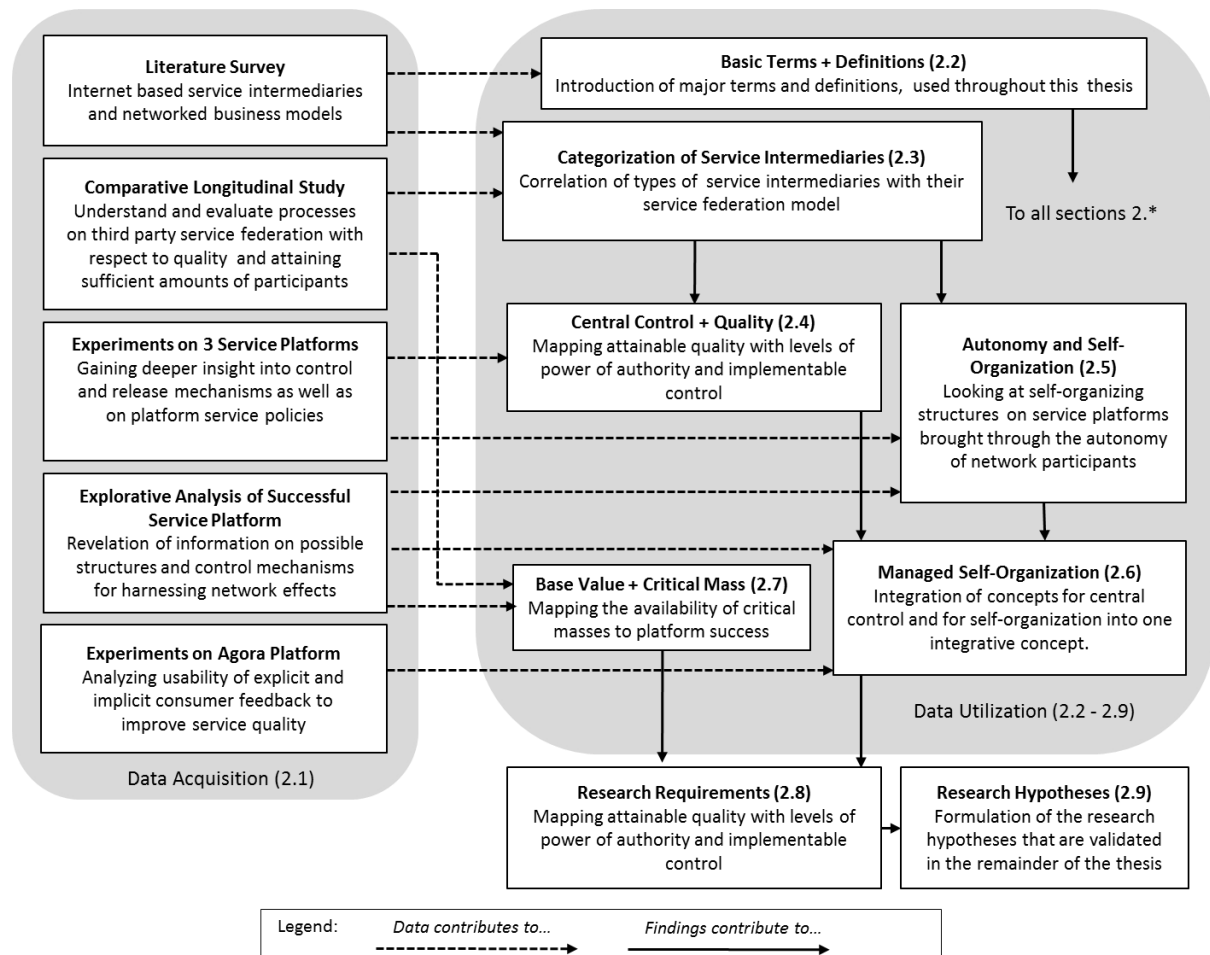 Literature Survey
Internet based service intermediaries
and networked business models
Comparative Longitudinal Study
Understand and evaluate processes
on third party service federation with
respect to quality and attaining
sufficient amounts of participants
Experiments on 3 Service Platforms
Gaining deeper insight into control
and release mechanisms as well as
on platform service policies
Explorative Analysis of Successful
Service Platform
Revelation of information on possible
structures and control mechanisms
for harnessing network effects
Experiments on Agora Platform
Analyzing usability of explicit and
implicit consumer feedback to
improve service quality
Data Acquisition (2.1)
Basic Terms + Definitions (2.2)
Introduction of major terms and definitions, used throughout this thesis
Categorization of Service Intermediaries (2.3)
Correlation of types of service intermediaries with their
service federation model
To all sections 2.*
Central Control + Quality (2.4)
Mapping attainable quality with levels of
power of authority and implementable
control
Autonomy and Self-
Organization (2.5)
Looking at self-organizing
structures on service platforms
brought through the autonomy
of network participants
Managed Self-Organization (2.6)
Integration of concepts for central
control and for self-organization into one
integrative concept.
Base Value + Critical Mass (2.7)
Mapping the availability of critical
masses to platform success
Data Utilization (2.2 - 2.9)
Research Requirements (2.8)
Mapping attainable quality with levels of
power of authority and implementable
control
Research Hypotheses (2.9)
Formulation of the research
hypotheses that are validated
in the remainder of the thesis
Legend:
Data contributes to...
Findings contribute to...